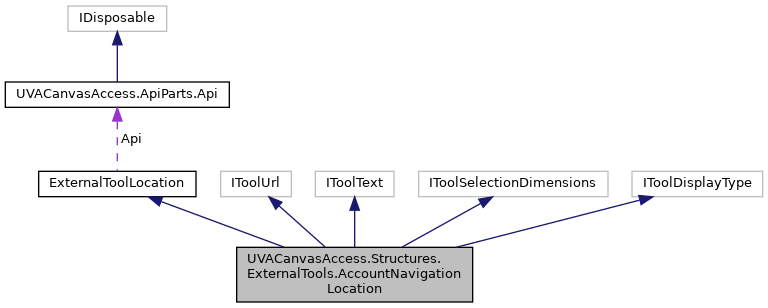 IDisposable
UVACanvasAccess.ApiParts.Api
Api
ExternalToolLocation
IToolUrl
IToolText
IToolSelectionDimensions
IToolDisplayType
UVACanvasAccess.Structures.
ExternalTools.AccountNavigation
Location